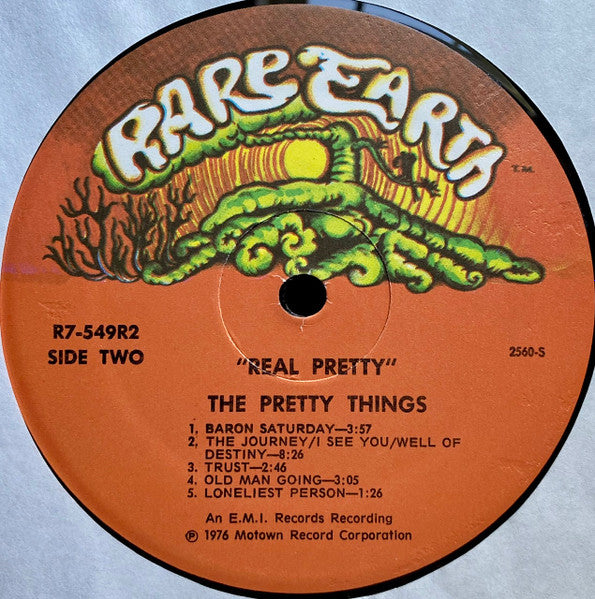 RARE EARTH
T.M.
R7-549R2
SIDE TWO
2560-S
"REAL PRETTY"
THE PRETTY THINGS
1. BARON SATURDAY—3:57
2. THE JOURNEY/I SEE YOU/WELL OF
DESTINY—8:26
3. TRUST—2:46
4. OLD MAN GOING—3:05
5. LONELIEST PERSON—1:26
An E.M.I. Records Recording
℗ 1976 Motown Record Corporation